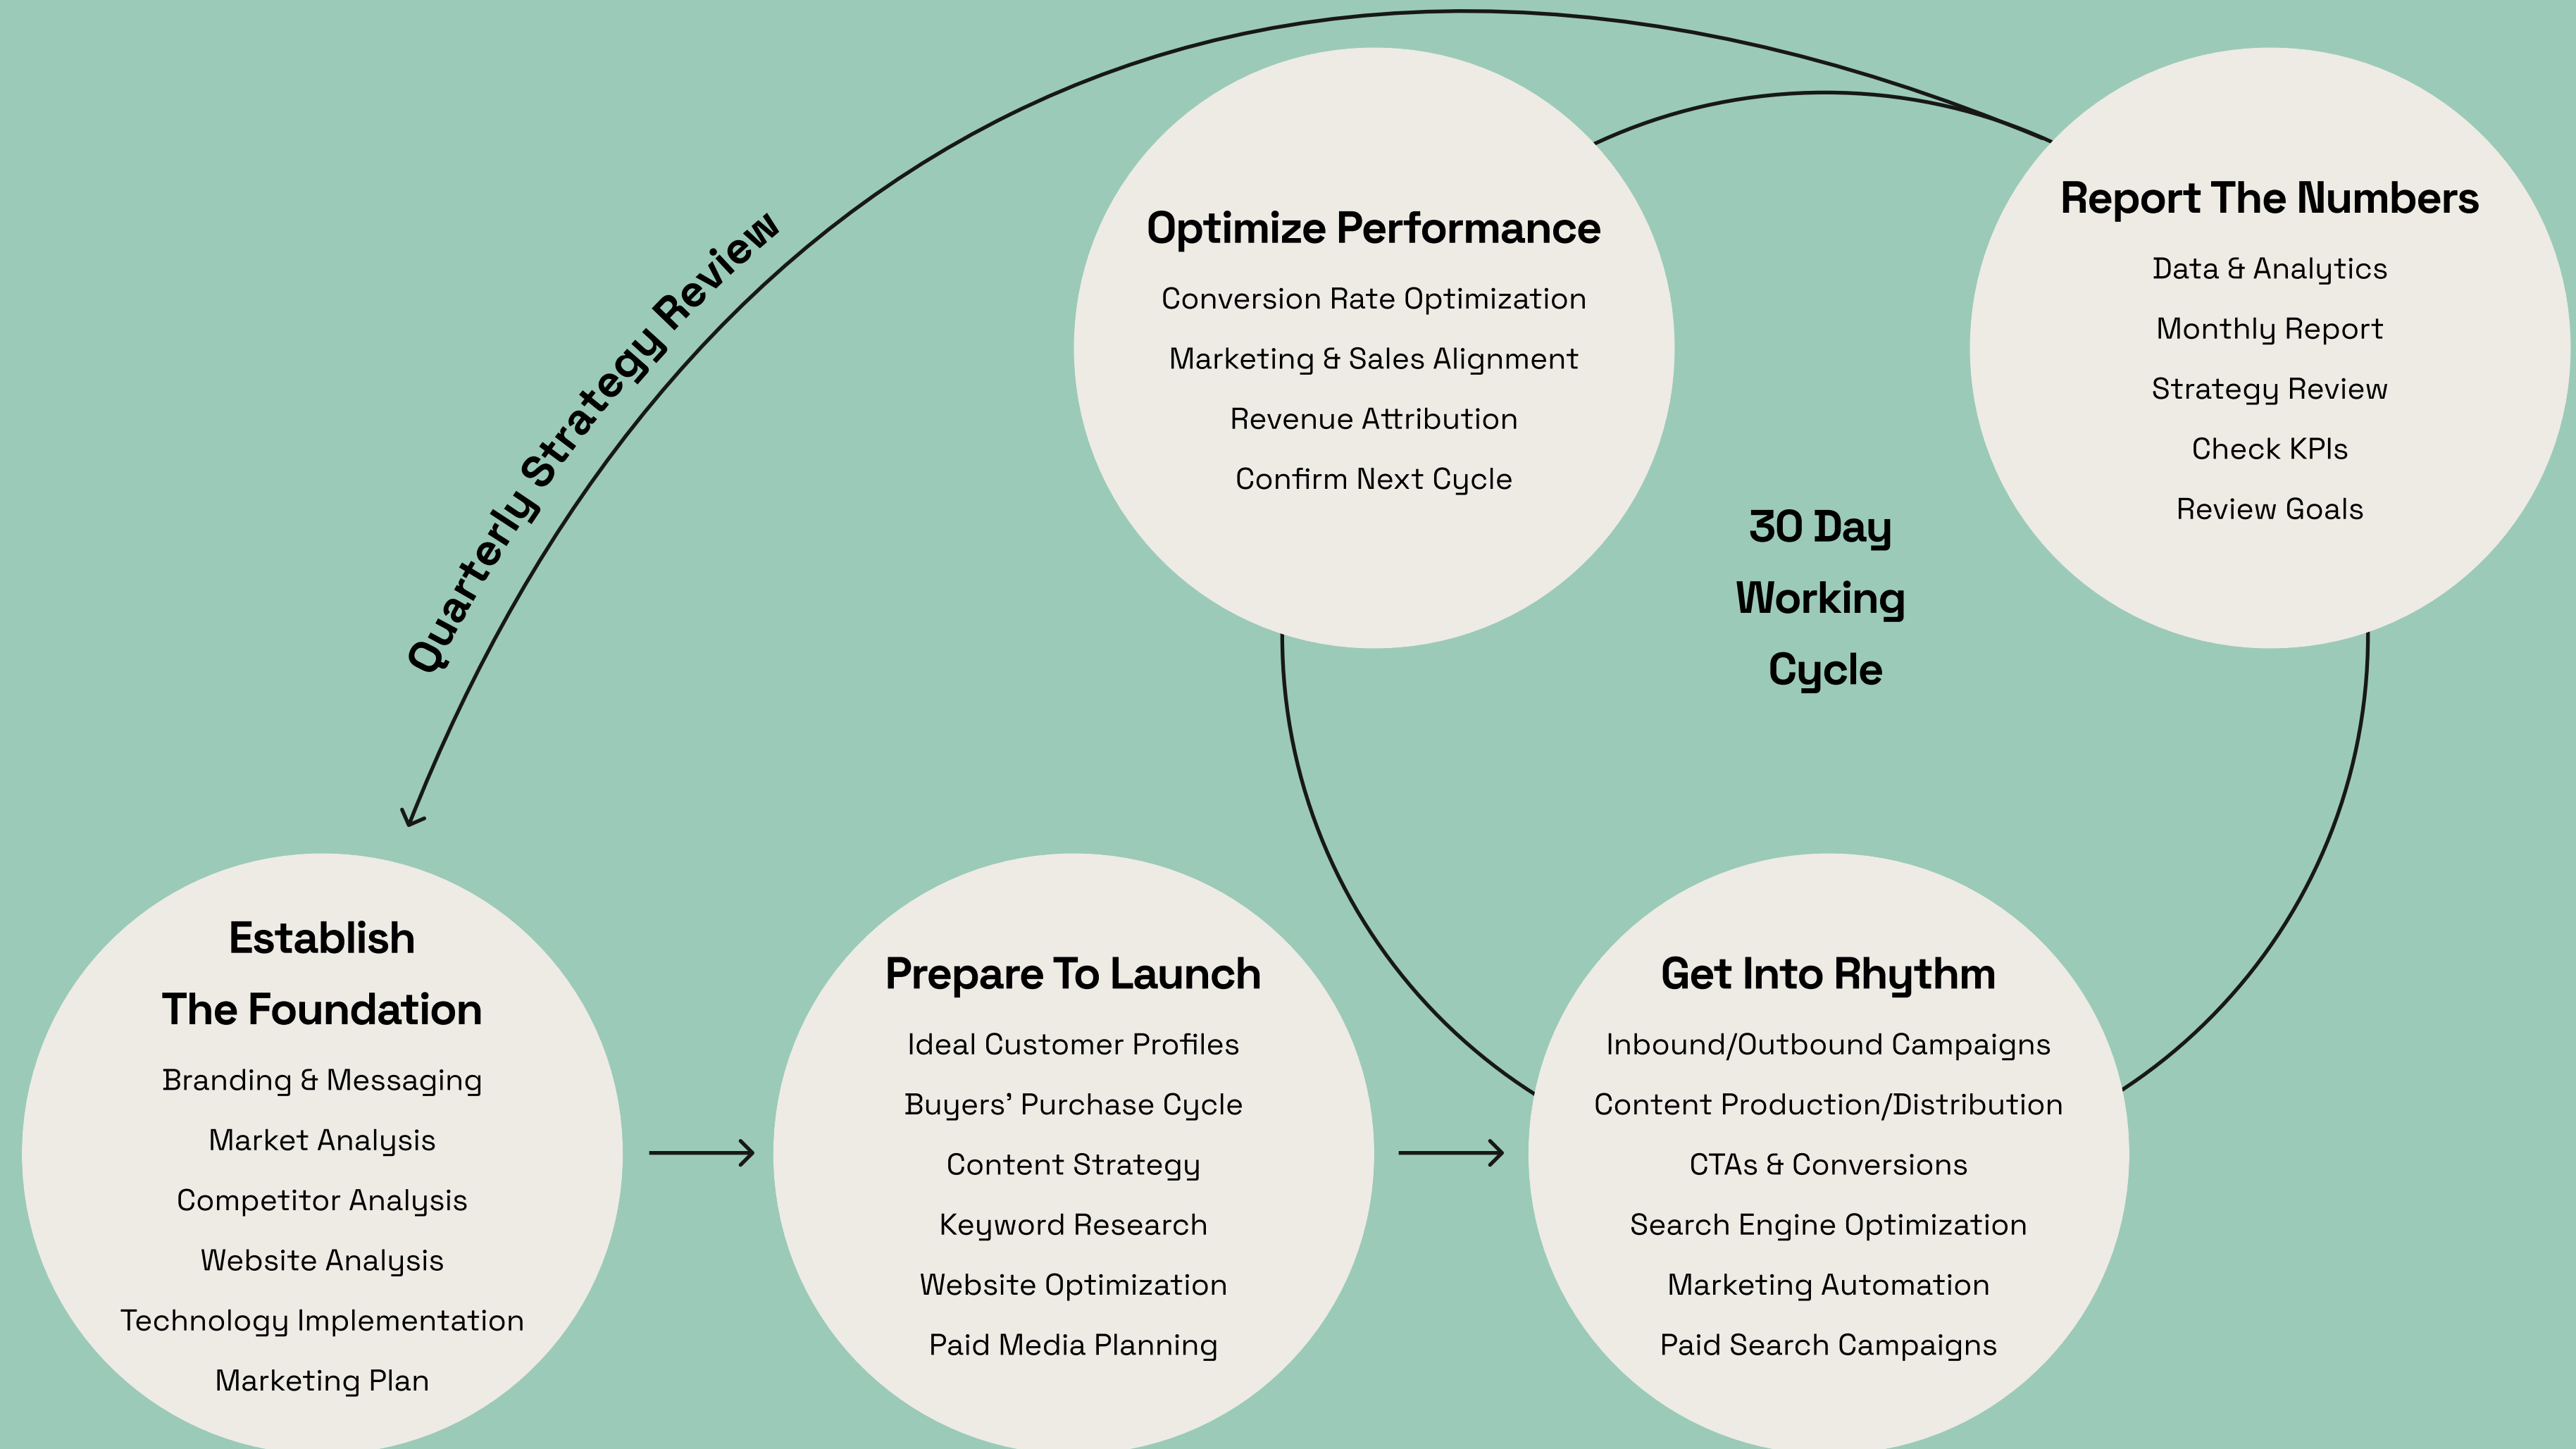 Quarterly Strategy Review
Optimize Performance
Conversion Rate Optimization
Marketing & Sales Alignment
Revenue Attribution
Confirm Next Cycle
Report The Numbers
Data & Analytics
Monthly Report
Strategy Review
Check KPIs
Review Goals
30 Day
Working
Cycle
Establish
The Foundation
Branding & Messaging
Market Analysis
Competitor Analysis
Website Analysis
Technology Implementation
Marketing Plan
Prepare To Launch
Ideal Customer Profiles
Buyers’ Purchase Cycle
Content Strategy
Keyword Research
Website Optimization
Paid Media Planning
Get Into Rhythm
Inbound/Outbound Campaigns
Content Production/Distribution
CTAs & Conversions
Search Engine Optimization
Marketing Automation
Paid Search Campaigns